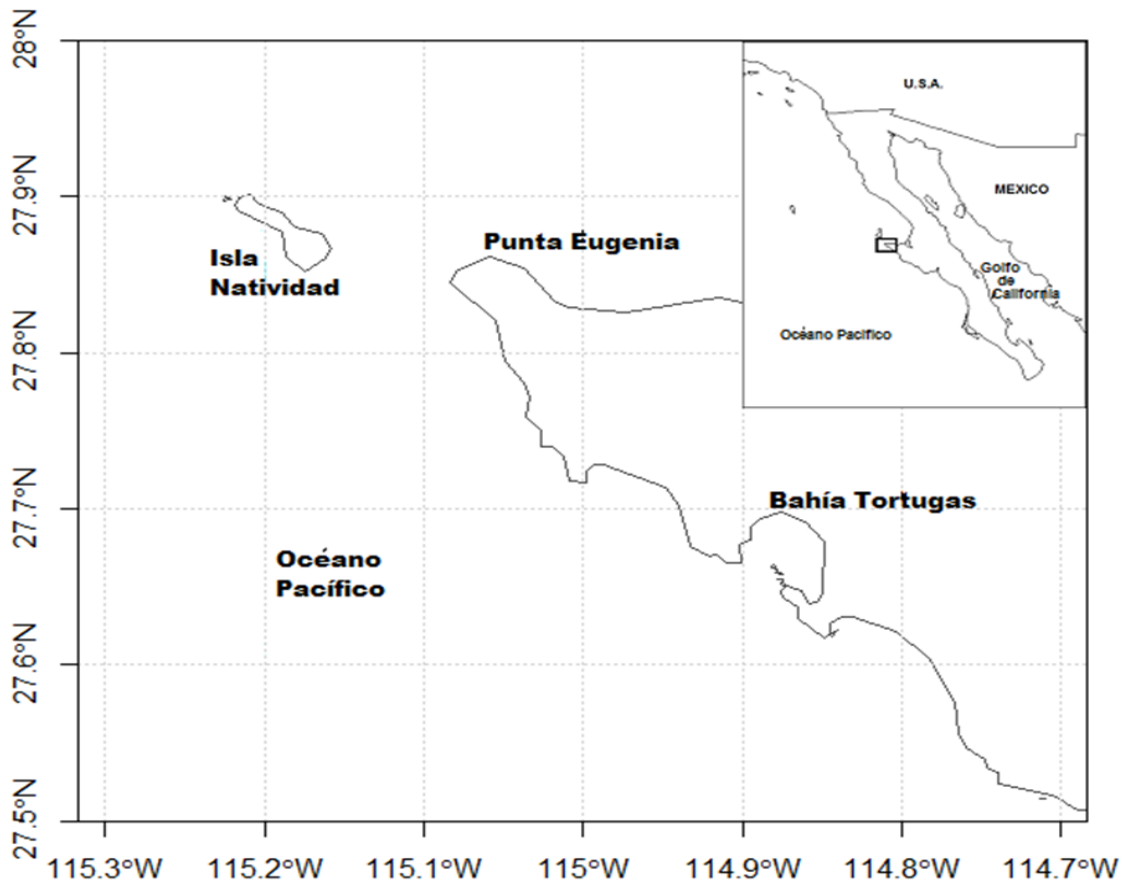 28°N
27.9°N
27.8°N
27.7°N
27.6°N
27.5°N
U.S.A.
MEXICO
Golfo
de
California
Océano Pacífico
Isla
Natividad
Punta Eugenia
Bahía Tortugas
Océano
Pacífico
115.3°W
115.2°W
115.1°W
115°W
114.9°W
114.8°W
114.7°W